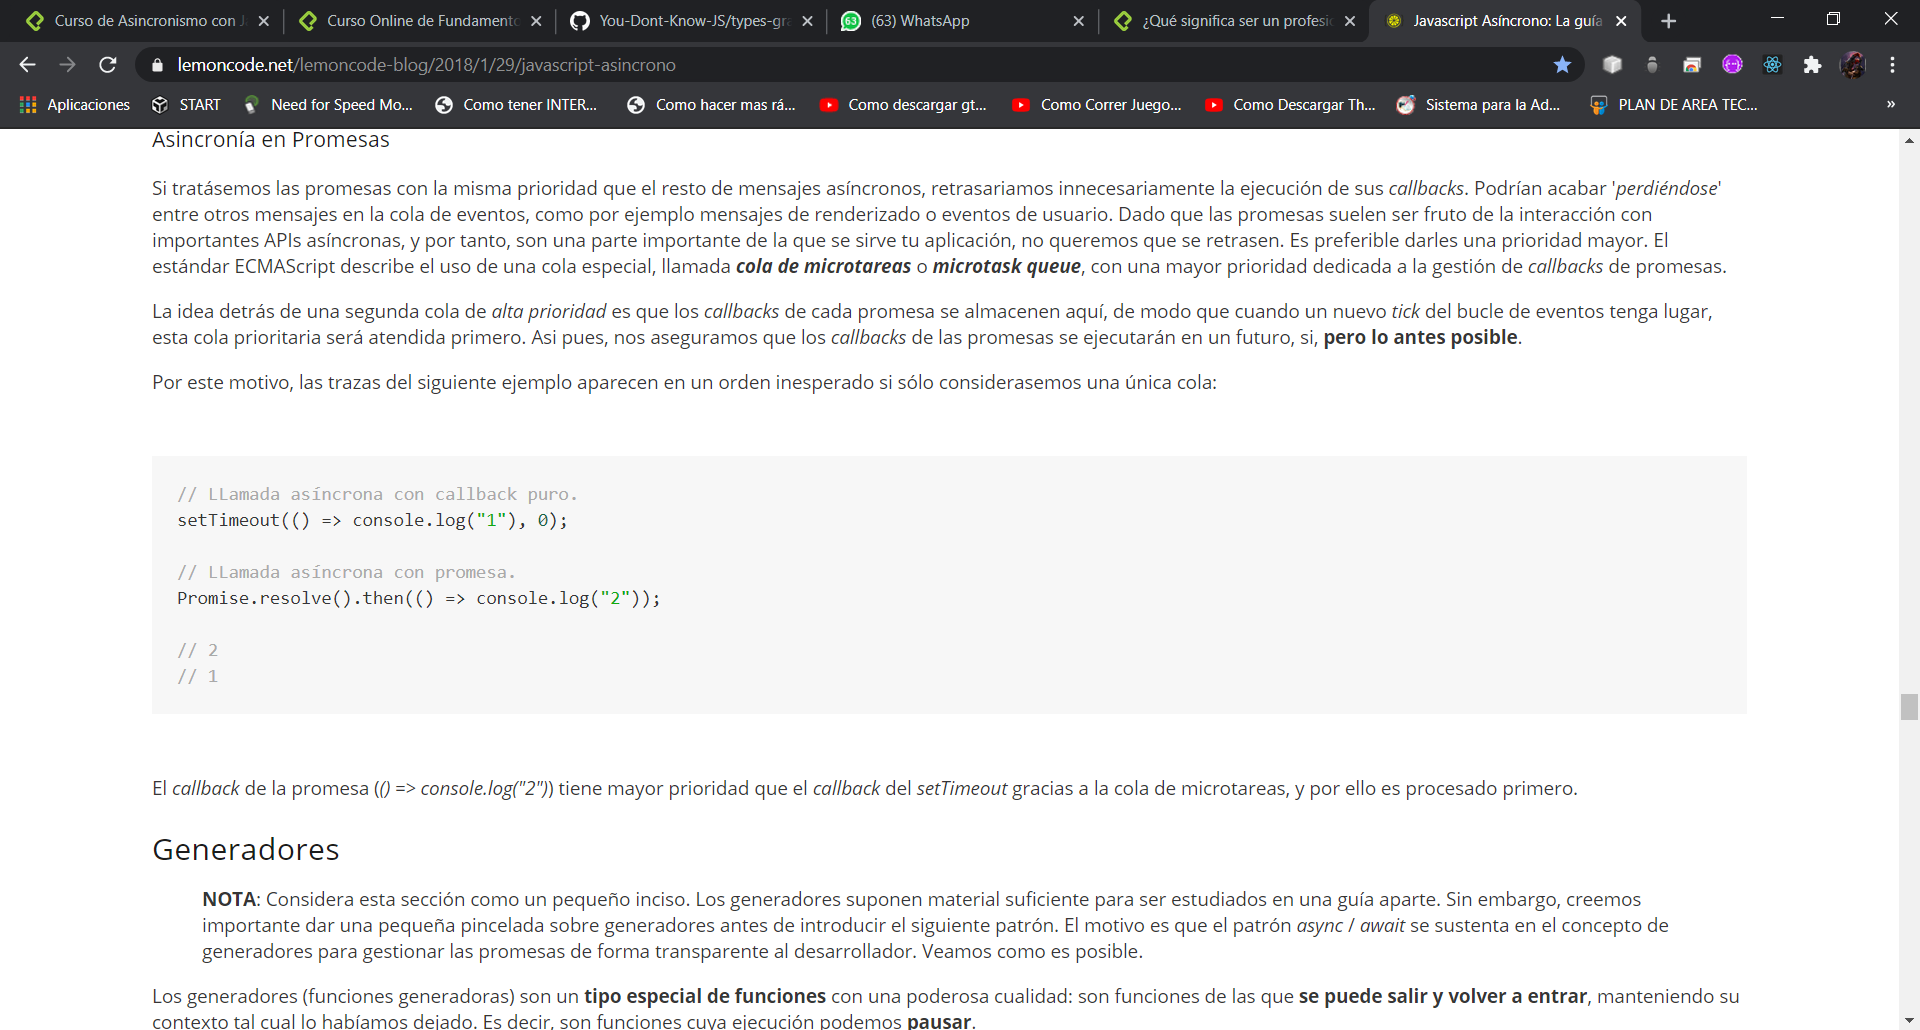 Curso de Asincronismo con J
Curso Online de Fundamento
You-Dont-Know-JS/types-gra
63
(63) WhatsApp
¿Qué significa ser un profesio
Javascript Asíncrono: La guía
lemoncode.net/lemoncode-blog/2018/1/29/javascript-asincrono
Aplicaciones
START
Need for Speed Mo...
Como tener INTER...
Como hacer mas rá...
Como descargar gt...
Como Correr Juego...
Como Descargar Th...
Sistema para la Ad...
PLAN DE AREA TEC...
»
Asincronía en Promesas
Si tratásemos las promesas con la misma prioridad que el resto de mensajes asíncronos, retrasariamos innecesariamente la ejecución de sus callbacks. Podrían acabar 'perdiéndose'
entre otros mensajes en la cola de eventos, como por ejemplo mensajes de renderizado o eventos de usuario. Dado que las promesas suelen ser fruto de la interacción con
importantes APIs asíncronas, y por tanto, son una parte importante de la que se sirve tu aplicación, no queremos que se retrasen. Es preferible darles una prioridad mayor. El
estándar ECMAScript describe el uso de una cola especial, llamada cola de microtareas o microtask queue, con una mayor prioridad dedicada a la gestión de callbacks de promesas.
La idea detrás de una segunda cola de alta prioridad es que los callbacks de cada promesa se almacenen aquí, de modo que cuando un nuevo tick del bucle de eventos tenga lugar,
esta cola prioritaria será atendida primero. Asi pues, nos aseguramos que los callbacks de las promesas se ejecutarán en un futuro, si, pero lo antes posible.
Por este motivo, las trazas del siguiente ejemplo aparecen en un orden inesperado si sólo considerasemos una única cola:
// LLamada asíncrona con callback puro.
setTimeout(() => console.log("1"), 0);
// LLamada asíncrona con promesa.
Promise.resolve().then(() => console.log("2"));
// 2
// 1
El callback de la promesa (() => console.log("2")) tiene mayor prioridad que el callback del setTimeout gracias a la cola de microtareas, y por ello es procesado primero.
Generadores
NOTA: Considera esta sección como un pequeño inciso. Los generadores suponen material suficiente para ser estudiados en una guía aparte. Sin embargo, creemos
importante dar una pequeña pincelada sobre generadores antes de introducir el siguiente patrón. El motivo es que el patrón async / await se sustenta en el concepto de
generadores para gestionar las promesas de forma transparente al desarrollador. Veamos como es posible.
Los generadores (funciones generadoras) son un tipo especial de funciones con una poderosa cualidad: son funciones de las que se puede salir y volver a entrar, manteniendo su
contexto tal cual lo habíamos dejado. Es decir, son funciones cuya ejecución podemos pausar.